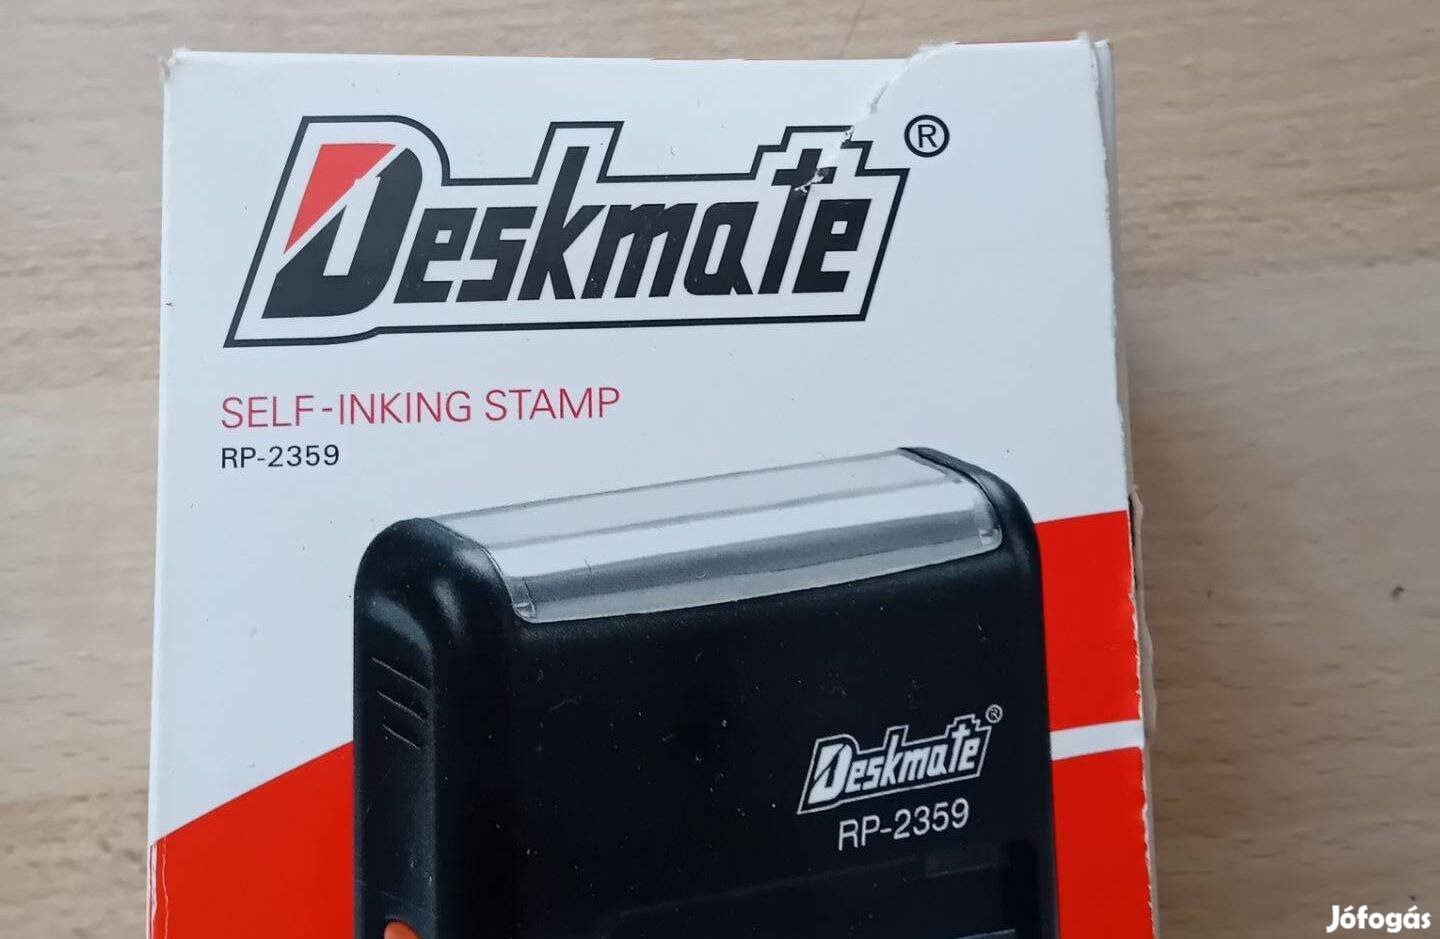 Deskmate®
SELF-INKING STAMP
RP-2359
Deskmate®
RP-2359
Jófogás